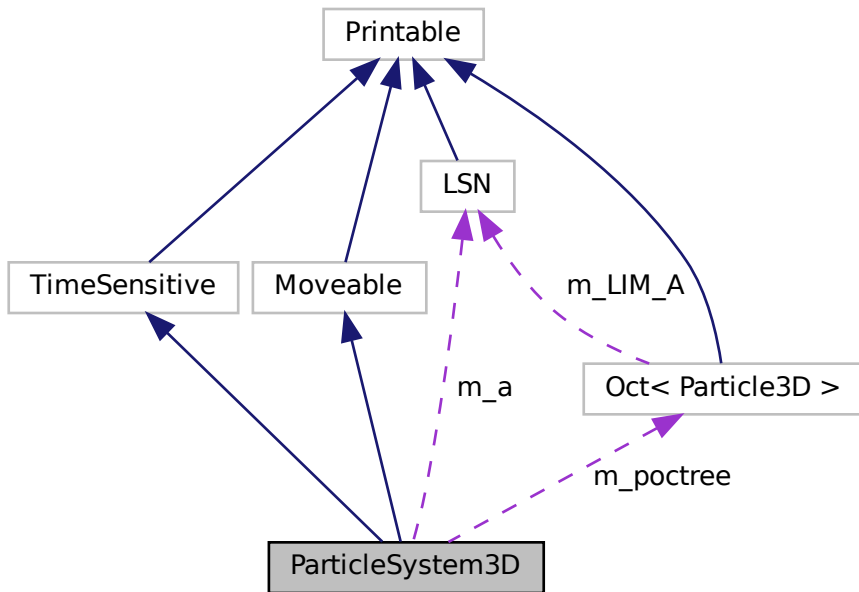 Printable
LSN
TimeSensitive
Moveable
m_LIM_A
Oct< Particle3D >
m_a
m_poctree
ParticleSystem3D